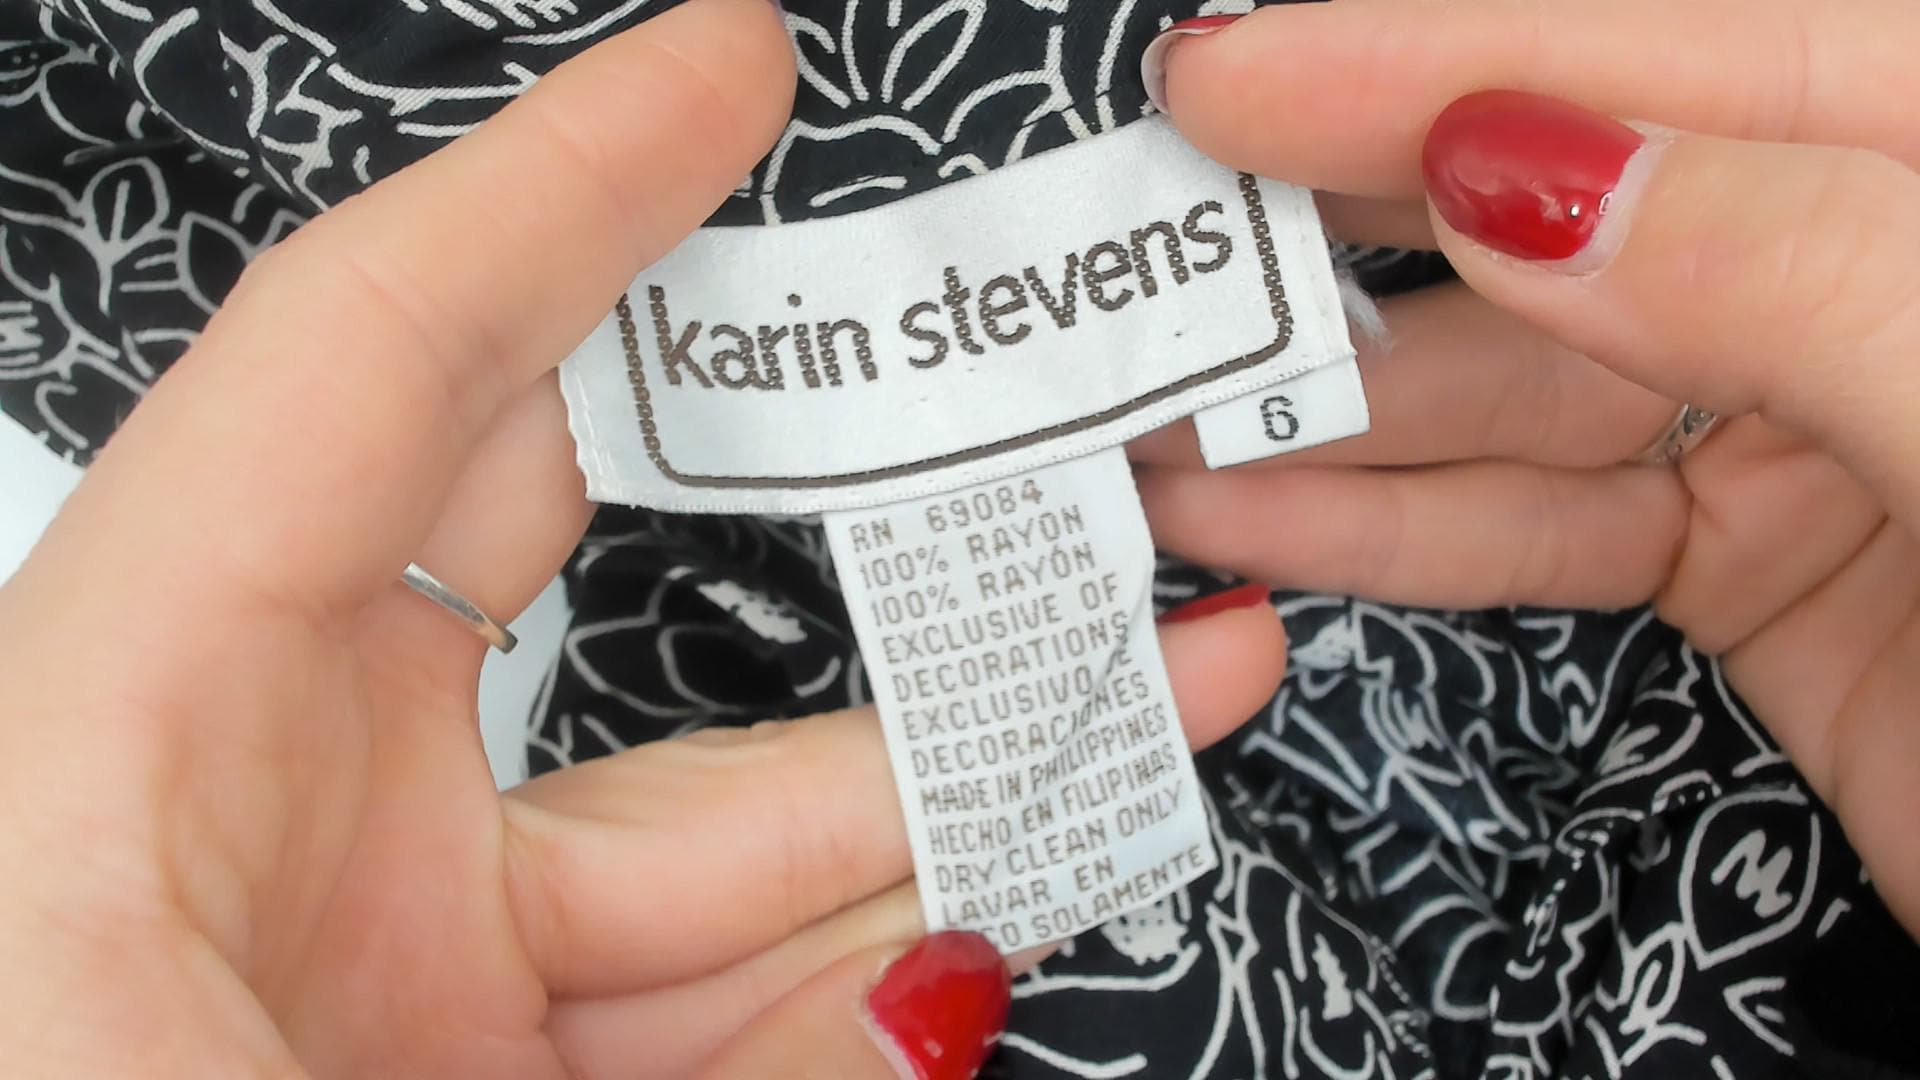 karin stevens
6
RN 69084
100% RAYON
100% RAYÓN
EXCLUSIVE OF
DECORATIONS
EXCLUSIVO
DECORACIONES
MADE IN PHILIPPINES
HECHO EN FILIPINAS
DRY CLEAN ONLY
LAVAR EN
SOLAMENTE